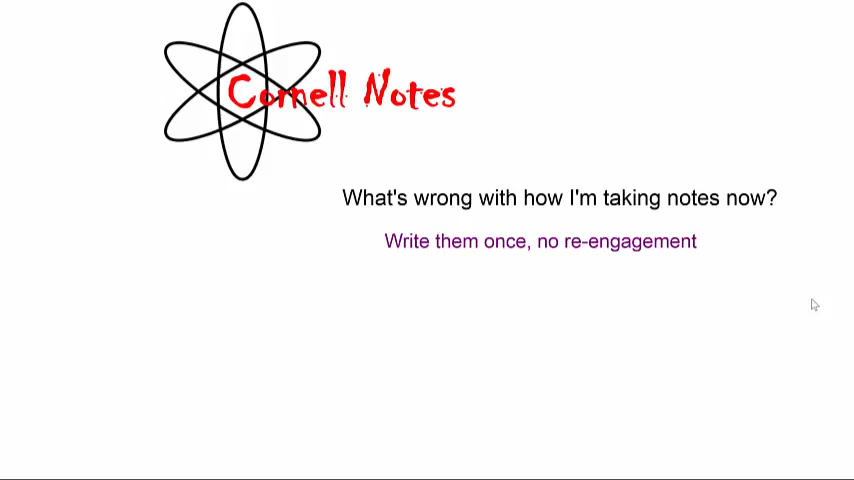 Cornell Notes
What's wrong with how I'm taking notes now?
Write them once, no re-engagement